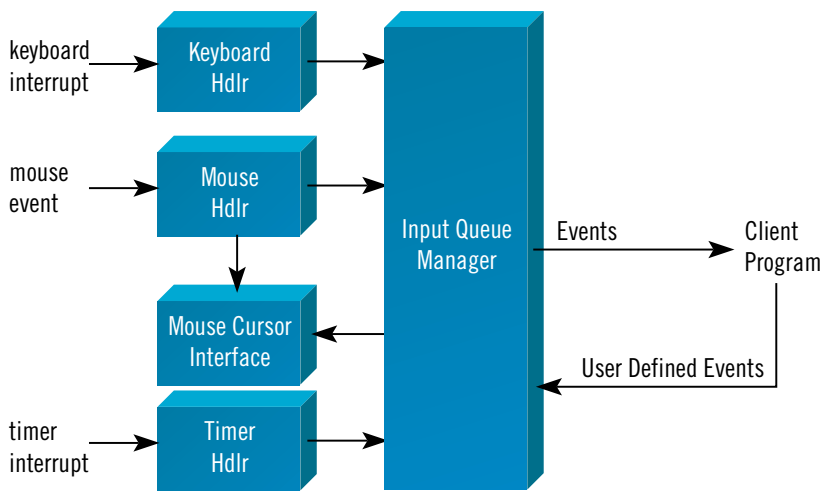 keyboard
interrupt
Keyboard
Hdlr
mouse
event
Mouse
Hdlr
Input Queue
Manager
Events
Client
Program
Mouse Cursor
Interface
User Defined Events
timer
interrupt
Timer
Hdlr